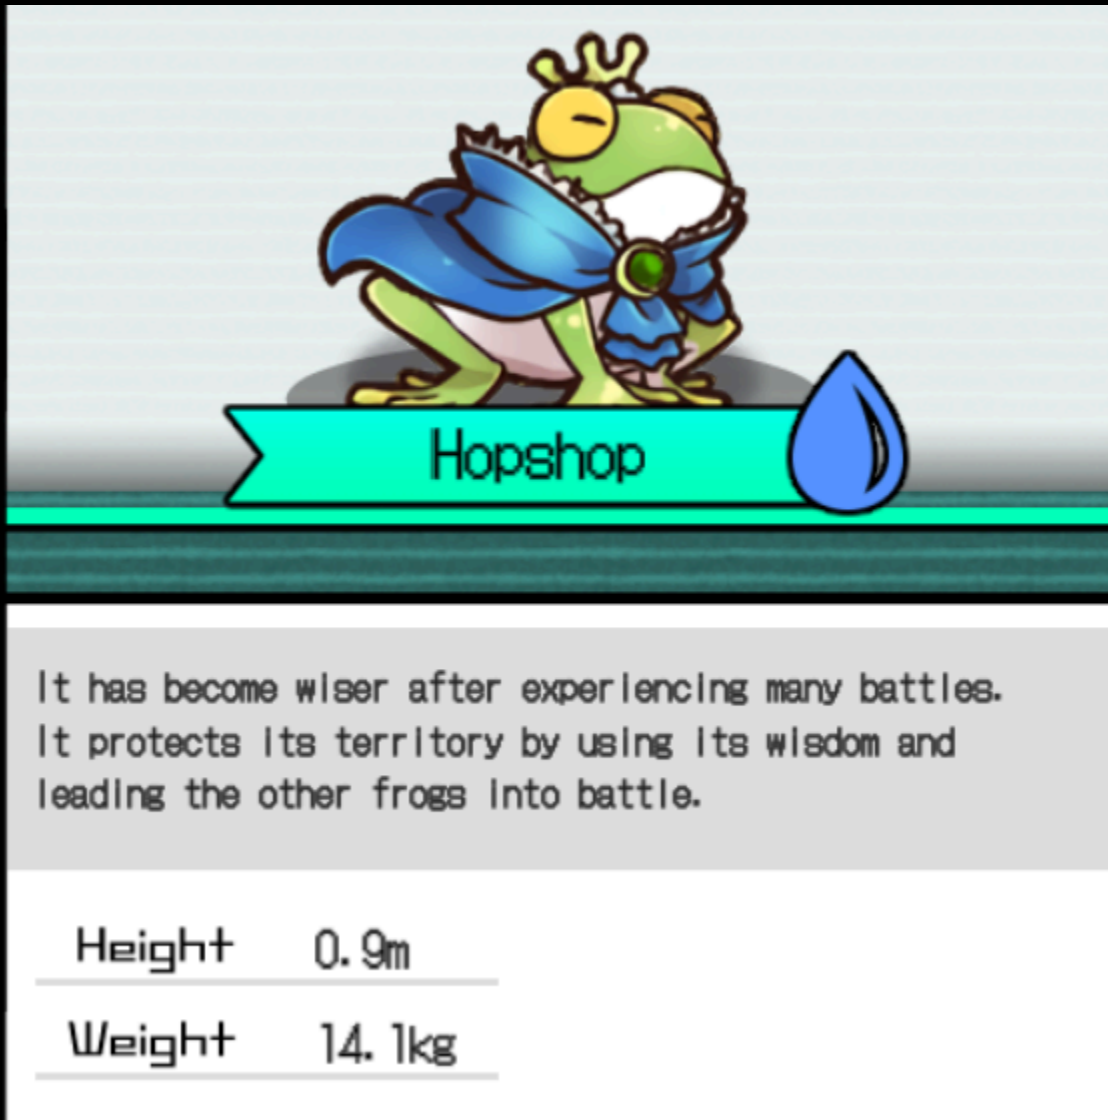 Hopshop
It has become wiser after experiencing many battles.
It protects its territory by using its wisdom and
leading the other frogs into battle.
Height 0.9m
Weight 14.1kg